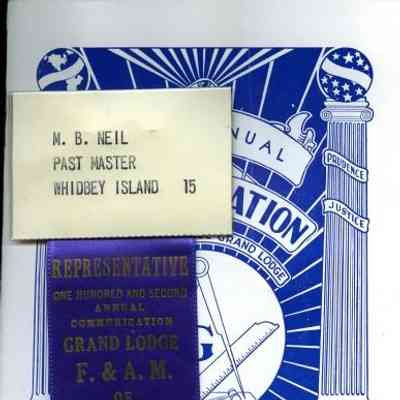 M. B. NEIL
PAST MASTER
WHIDBEY ISLAND 15
NUAL
ATION
GRAND LODGE
PRUDENCE
JUSTICE
REPRESENTATIVE
ONE HUNDRED AND SECOND
ANNUAL
COMMUNICATION
GRAND LODGE
F. & A. M.
OF
G